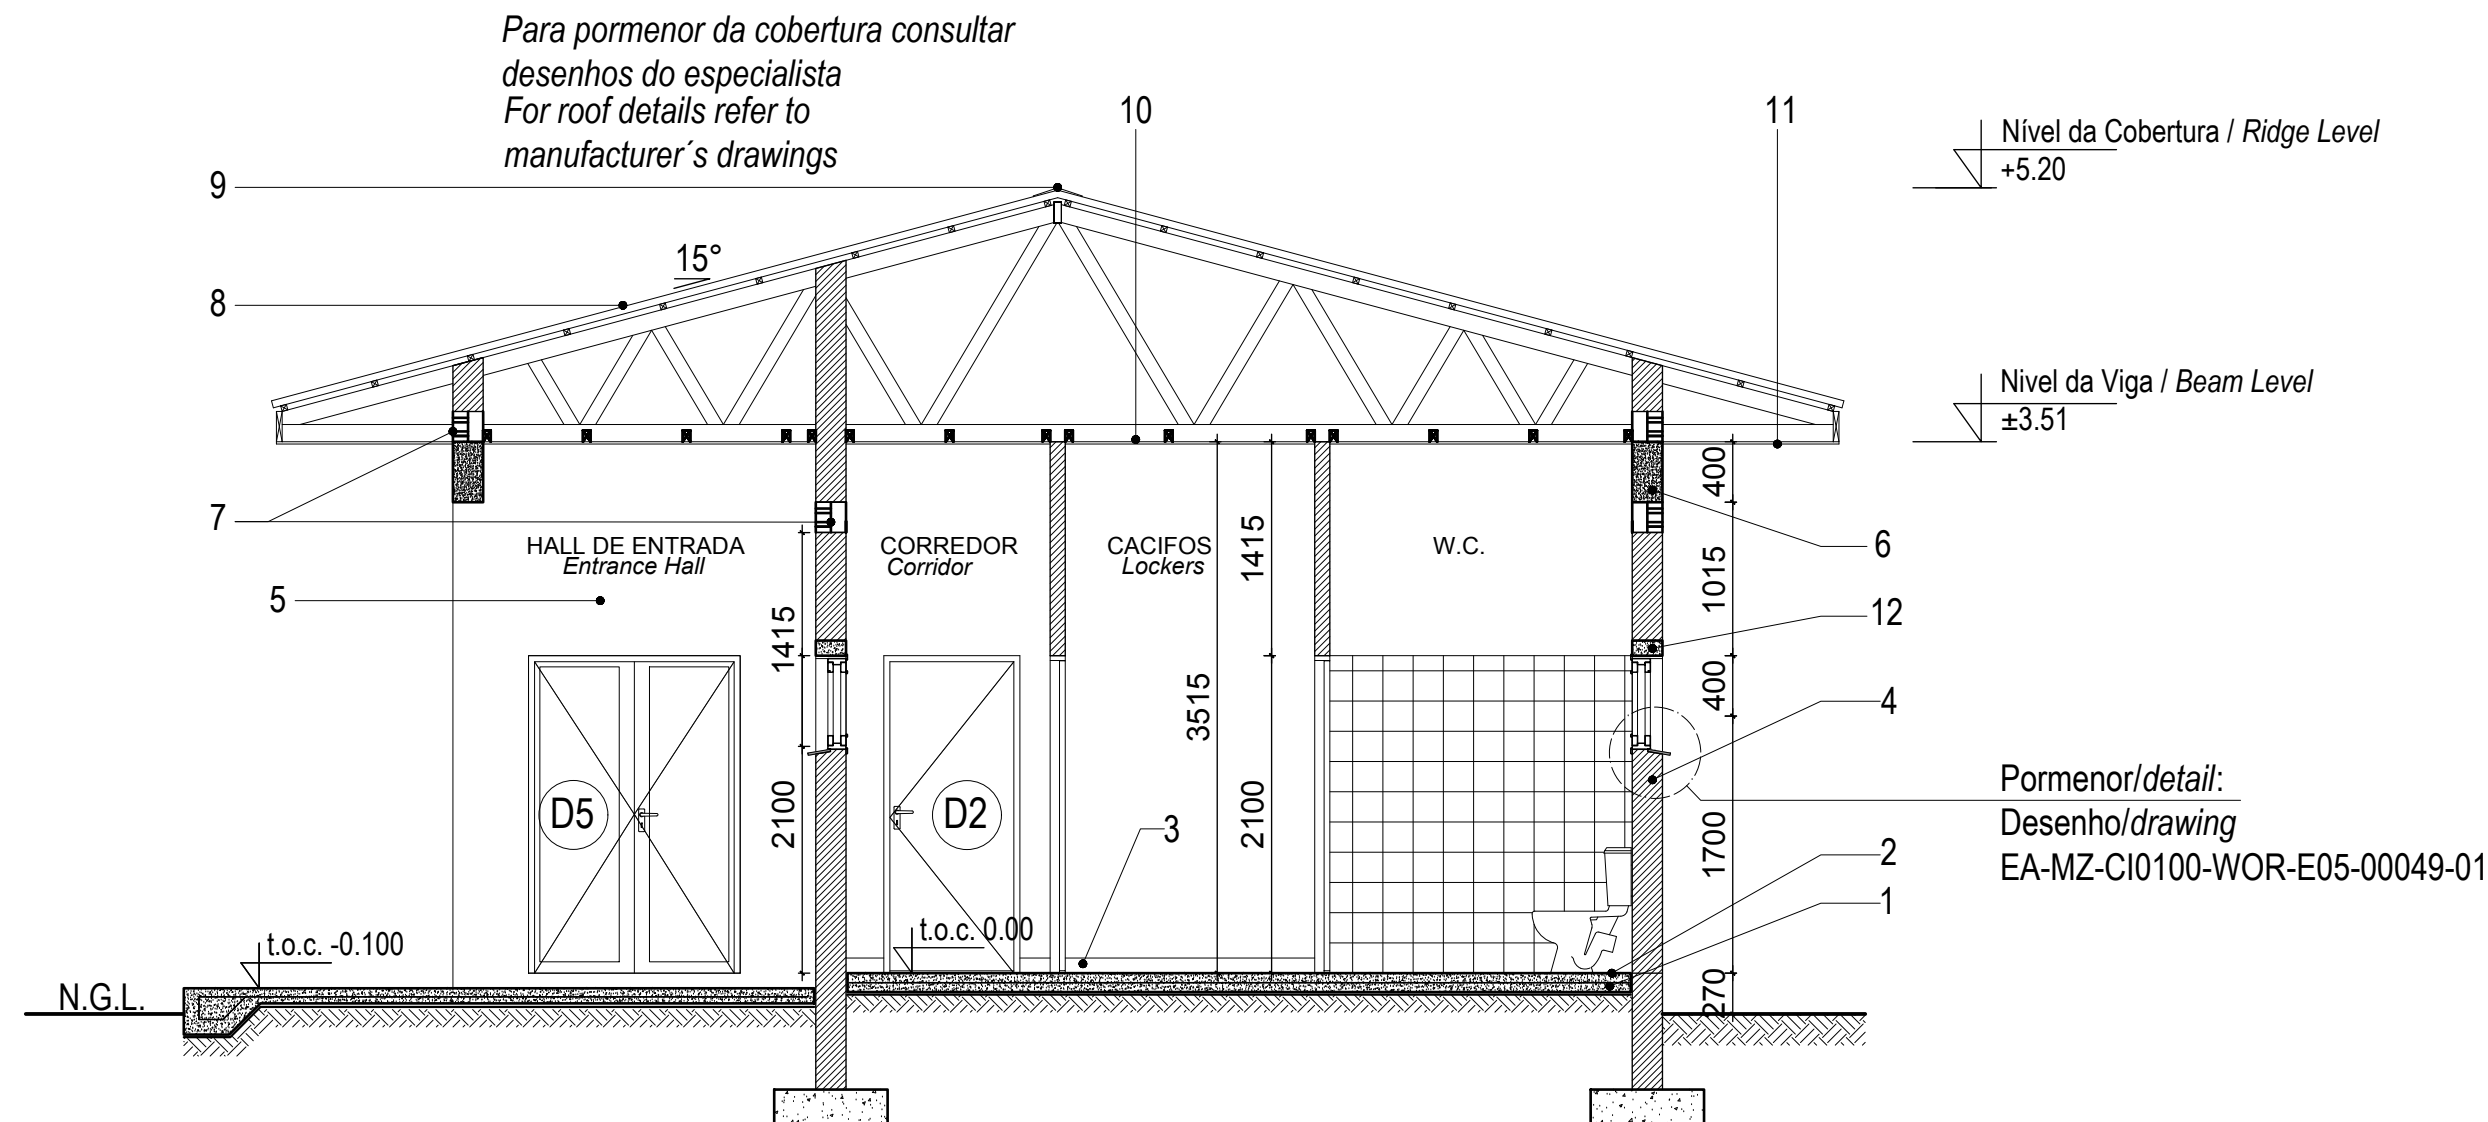 Para pormenor da cobertura consultar
desenhos do especialista
For roof details refer to
manufacturer´s drawings
10
11
Nível da Cobertura / Ridge Level
+5.20
9
15°
8
Nivel da Viga / Beam Level
±3.51
7
400
6
HALL DE ENTRADA
Entrance Hall
CORREDOR
Corridor
CACIFOS
Lockers
W.C.
1415
1015
5
12
1415
3515
400
4
D5
D2
2100
2100
1700
3
Pormenor/detail:
Desenho/drawing
EA-MZ-CI0100-WOR-E05-00049-01
2
1
t.o.c. -0.100
t.o.c. 0.00
N.G.L.
270